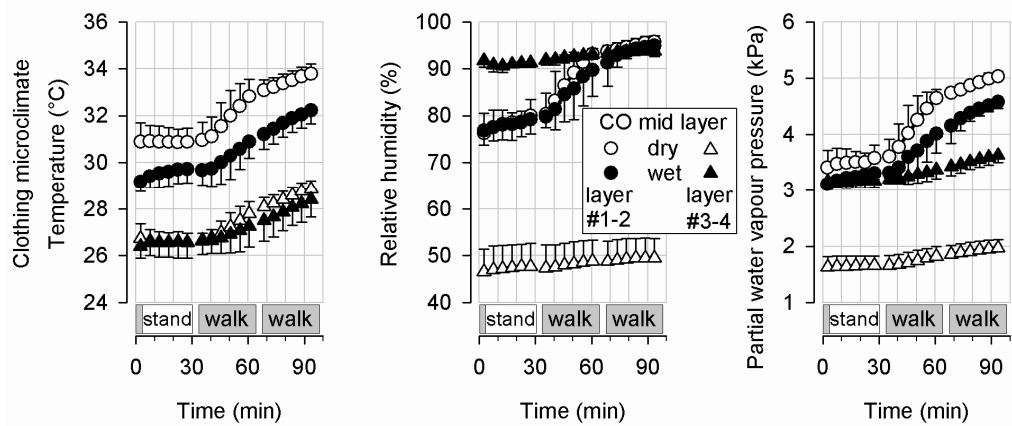 Clothing microclimate
Temperature (°C)
36
34
32
30
28
26
24
stand
walk
walk
0
30
60
90
Time (min)
Relative humidity (%)
100
90
80
70
60
50
40
CO mid layer
dry
wet
layer
#1-2
layer
#3-4
stand
walk
walk
0
30
60
90
Time (min)
Partial water vapour pressure (kPa)
6
5
4
3
2
1
stand
walk
walk
0
30
60
90
Time (min)